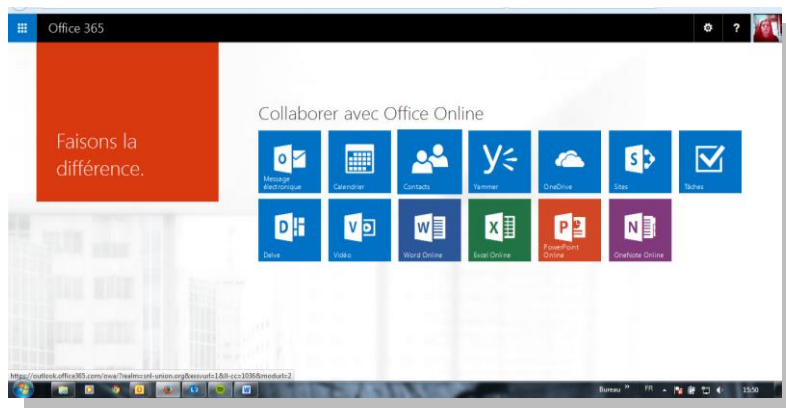 Office 365
?
Faisons la
différence.
Collaborer avec Office Online
Message
électronique
Calendrier
Contacts
Yammer
OneDrive
Sites
Tâches
Delve
Vidéo
Word Online
Excel Online
PowerPoint
Online
OneNote Online
Bureau
FR
15:50